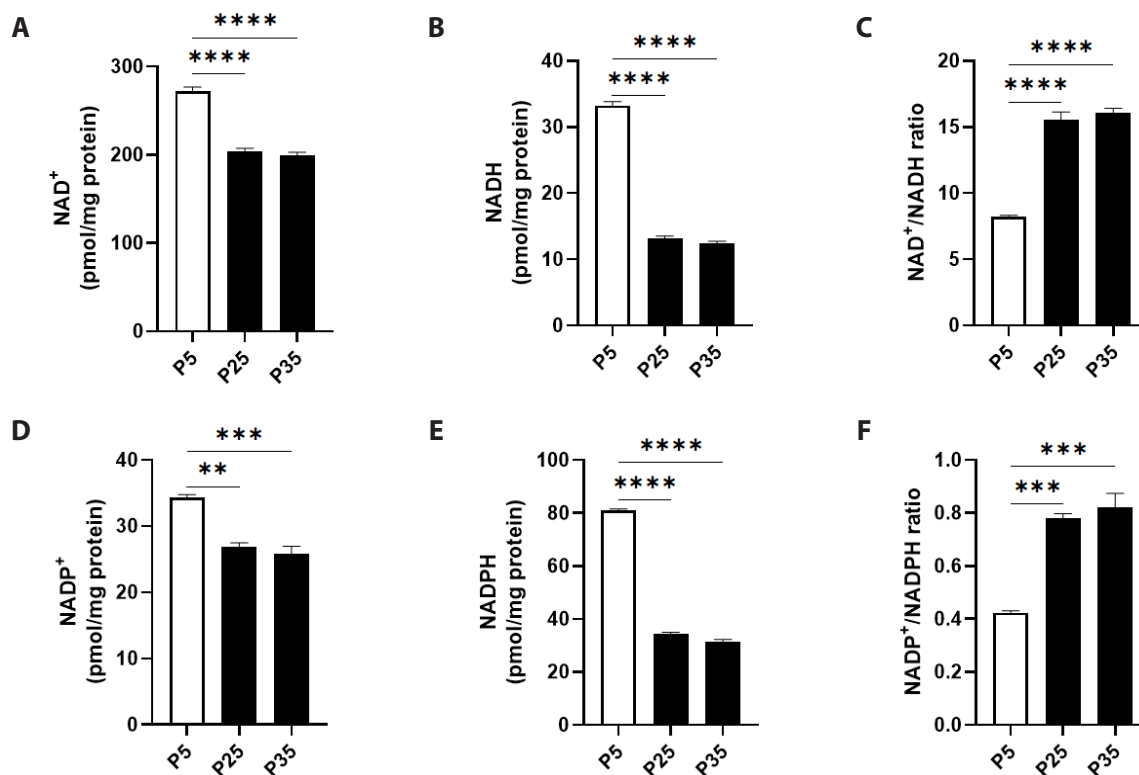 A
****
****
NAD+
(pmol/mg protein)
300
200
100
0
P5
P25
P35
B
****
****
NADH
(pmol/mg protein)
40
30
20
10
0
P5
P25
P35
C
****
****
NAD+/NADH ratio
20
15
10
5
0
P5
P25
P35
D
***
**
NADP+
(pmol/mg protein)
40
30
20
10
0
P5
P25
P35
E
****
****
NADPH
(pmol/mg protein)
100
80
60
40
20
0
P5
P25
P35
F
***
***
NADP+/NADPH ratio
1.0
0.8
0.6
0.4
0.2
0.0
P5
P25
P35